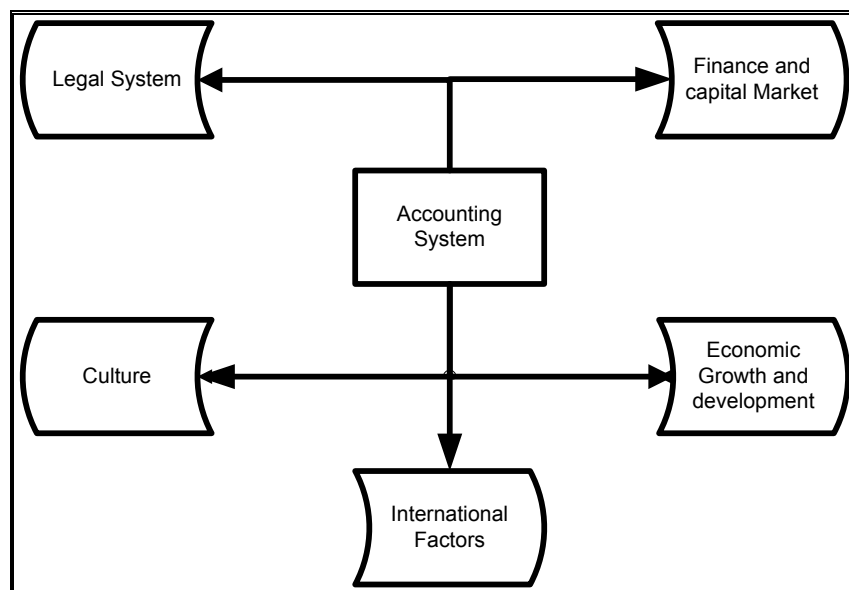 Legal System
Finance and
capital Market
Accounting
System
Culture
Economic
Growth and
development
International
Factors